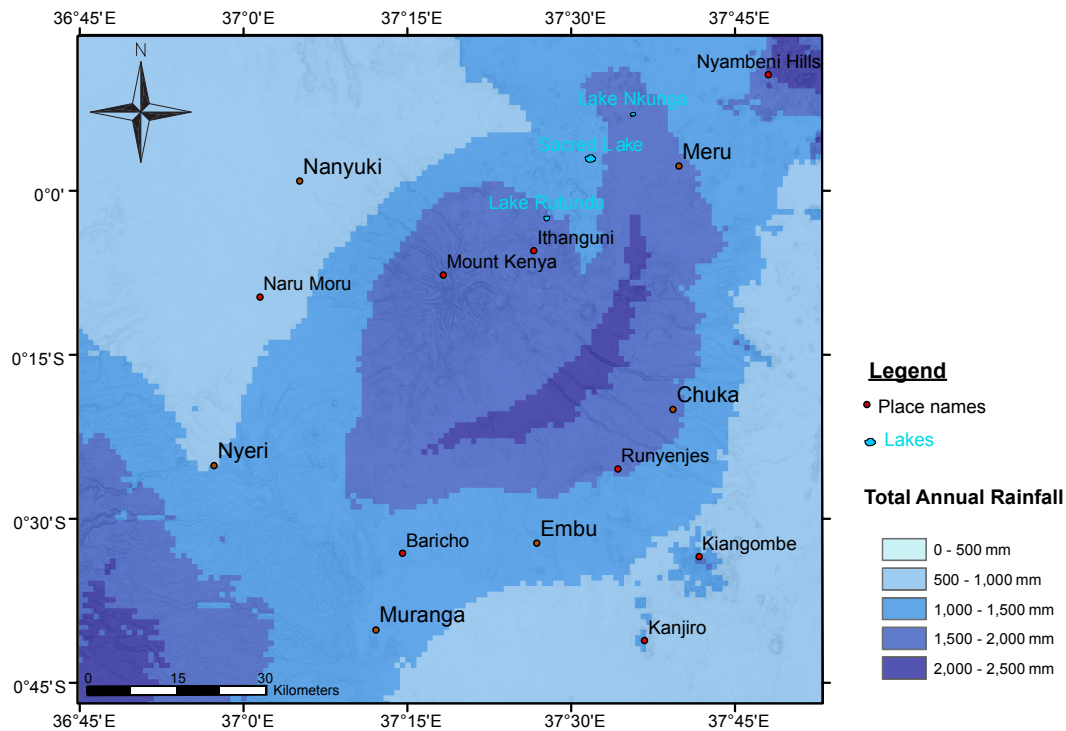 36°45'E 37°0'E 37°15'E 37°30'E 37°45'E
N
Nyambeni Hills
Lake Nkunga
Sacred Lake
Meru
Nanyuki
0°0'
Lake Rutundu
Ithanguni
Mount Kenya
Naru Moru
0°15'S
Chuka
Nyeri
Runyenjes
0°30'S
Embu
Baricho
Kiangombe
Muranga
Kanjiro
0°45'S
0 15 30
Kilometers
36°45'E 37°0'E 37°15'E 37°30'E 37°45'E
Legend
Place names
Lakes
Total Annual Rainfall
0 - 500 mm
500 - 1,000 mm
1,000 - 1,500 mm
1,500 - 2,000 mm
2,000 - 2,500 mm